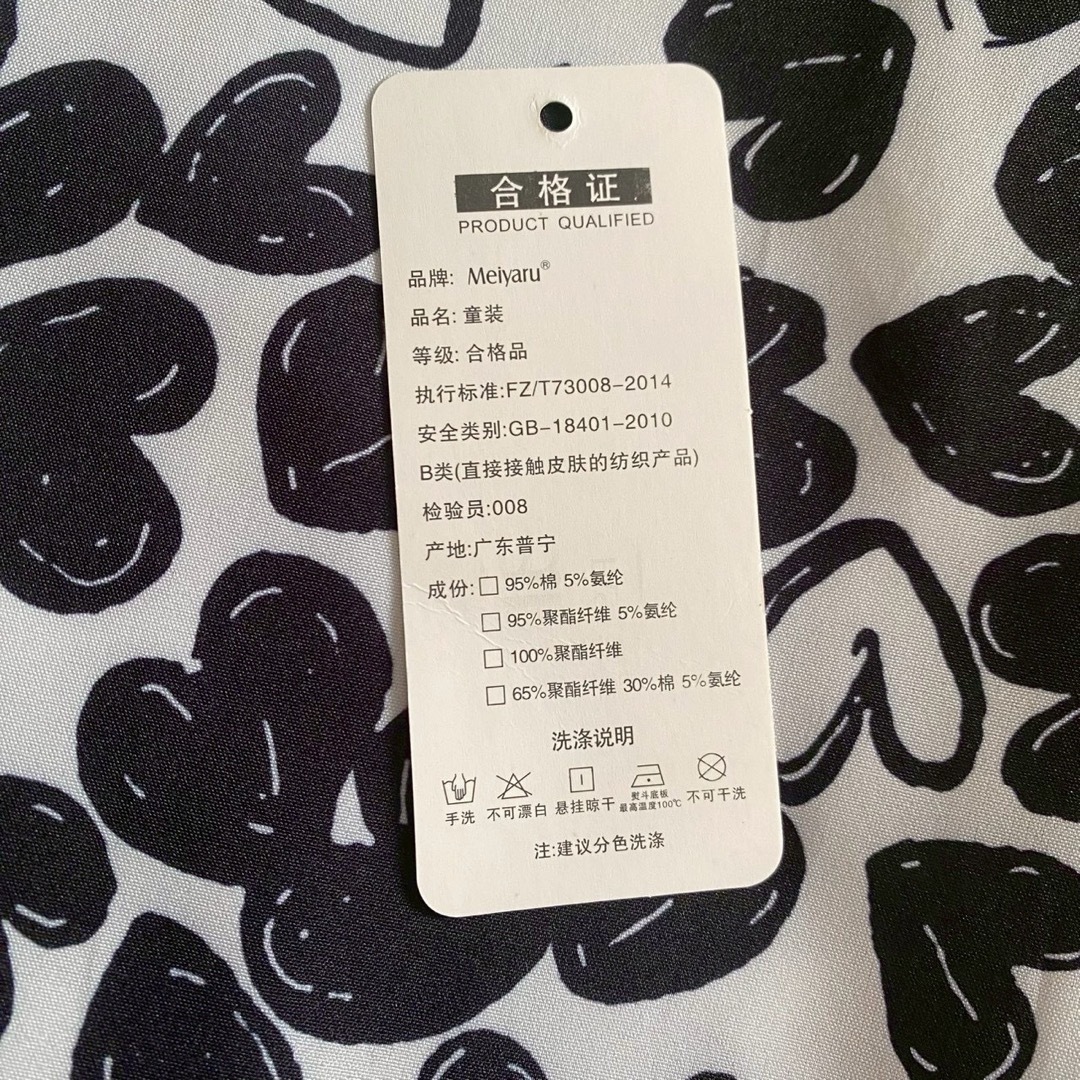 合格证
PRODUCT QUALIFIED
品牌: Meiyaru®
品名: 童装
等级: 合格品
执行标准:FZ/T73008-2014
安全类别:GB-18401-2010
B类(直接接触皮肤的纺织产品)
检验员:008
产地:广东普宁
成份:□ 95%棉 5%氨纶
□ 95%聚酯纤维 5%氨纶
□ 100%聚酯纤维
□ 65%聚酯纤维 30%棉 5%氨纶
洗涤说明
手洗 不可漂白 悬挂晾干 熨斗底板最高温度100℃ 不可干洗
注:建议分色洗涤